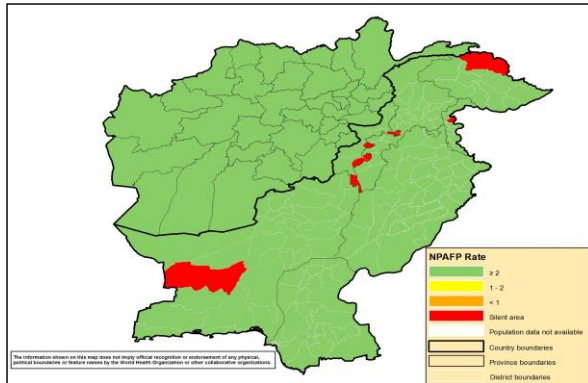 NPAFP Rate
≥ 2
1 - 2
< 1
Silent area
Population data not available
Country boundaries
Province boundaries
District boundaries
The information shown on this map does not imply official recognition or endorsement of any physical,
political boundaries or feature names by the World Health Organization or other collaborative organizations.